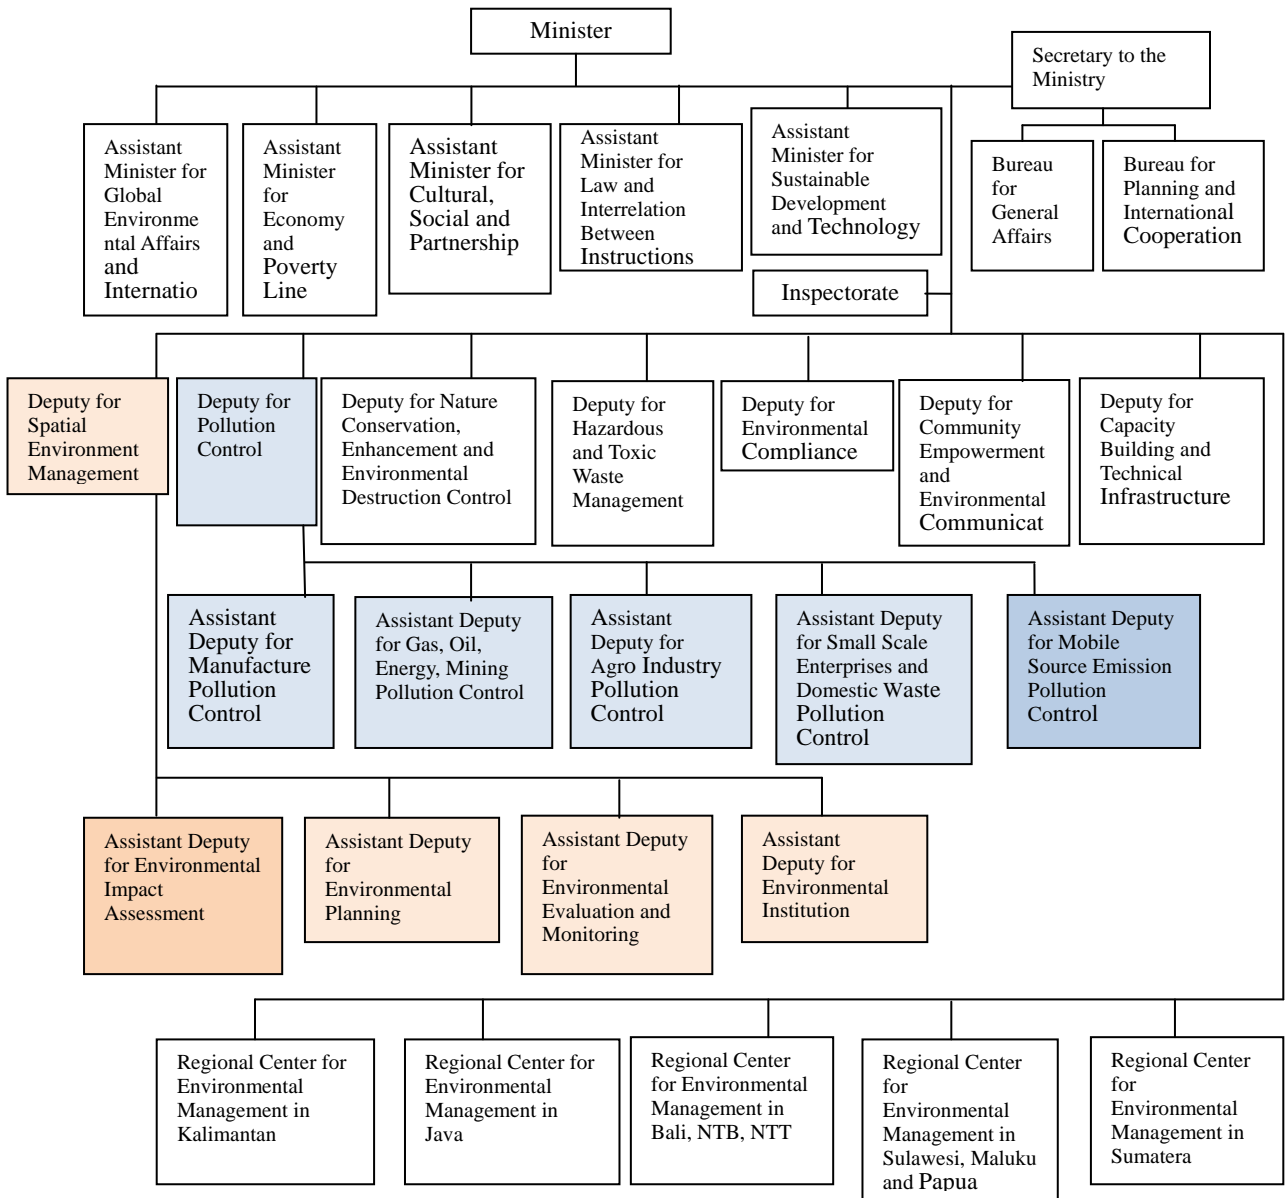 Minister
Secretary to the
Ministry
Assistant
Minister for
Global
Environme
ntal Affairs
and
Internatio
Assistant
Minister
for
Economy
and
Poverty
Line
Assistant
Minister for
Cultural,
Social and
Partnership
Assistant
Minister for
Law and
Interrelation
Between
Instructions
Assistant
Minister for
Sustainable
Development
and Technology
Bureau
for
General
Affairs
Bureau for
Planning and
International
Cooperation
Inspectorate
Deputy for
Spatial
Environment
Management
Deputy for
Pollution
Control
Deputy for Nature
Conservation,
Enhancement and
Environmental
Destruction Control
Deputy for
Hazardous
and Toxic
Waste
Management
Deputy for
Environmental
Compliance
Deputy for
Community
Empowerment
and
Environmental
Communicat
Deputy for
Capacity
Building and
Technical
Infrastructure
Assistant
Deputy for
Manufacture
Pollution
Control
Assistant Deputy
for Gas, Oil,
Energy, Mining
Pollution Control
Assistant
Deputy for
Agro Industry
Pollution
Control
Assistant Deputy
for Small Scale
Enterprises and
Domestic Waste
Pollution
Control
Assistant Deputy
for Mobile
Source Emission
Pollution
Control
Assistant Deputy
for Environmental
Impact
Assessment
Assistant Deputy
for
Environmental
Planning
Assistant Deputy
for
Environmental
Evaluation and
Monitoring
Assistant
Deputy for
Environmental
Institution
Regional Center for
Environmental
Management in
Kalimantan
Regional Center for
Environmental
Management in
Java
Regional Center
for Environmental
Management in
Bali, NTB, NTT
Regional Center
for
Environmental
Management in
Sulawesi, Maluku
and Papua
Regional Center
for
Environmental
Management in
Sumatera